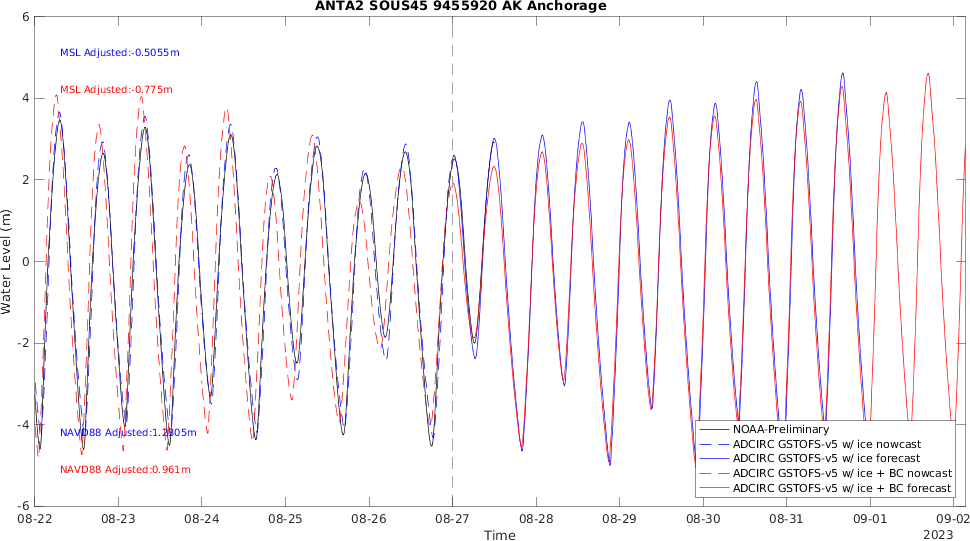 ANTA2 SOUS45 9455920 AK Anchorage
6
MSL Adjusted:-0.5055m
MSL Adjusted:-0.775m
4
2
0
-2
-4
-6
Water Level (m)
NAVD88 Adjusted:1.2305m
NAVD88 Adjusted:0.961m
NOAA-Preliminary
ADCIRC GSTOFS-v5 w/ ice nowcast
ADCIRC GSTOFS-v5 w/ ice forecast
ADCIRC GSTOFS-v5 w/ ice + BC nowcast
ADCIRC GSTOFS-v5 w/ ice + BC forecast
08-22 08-23 08-24 08-25 08-26 08-27 08-28 08-29 08-30 08-31 09-01 09-02
Time
2023